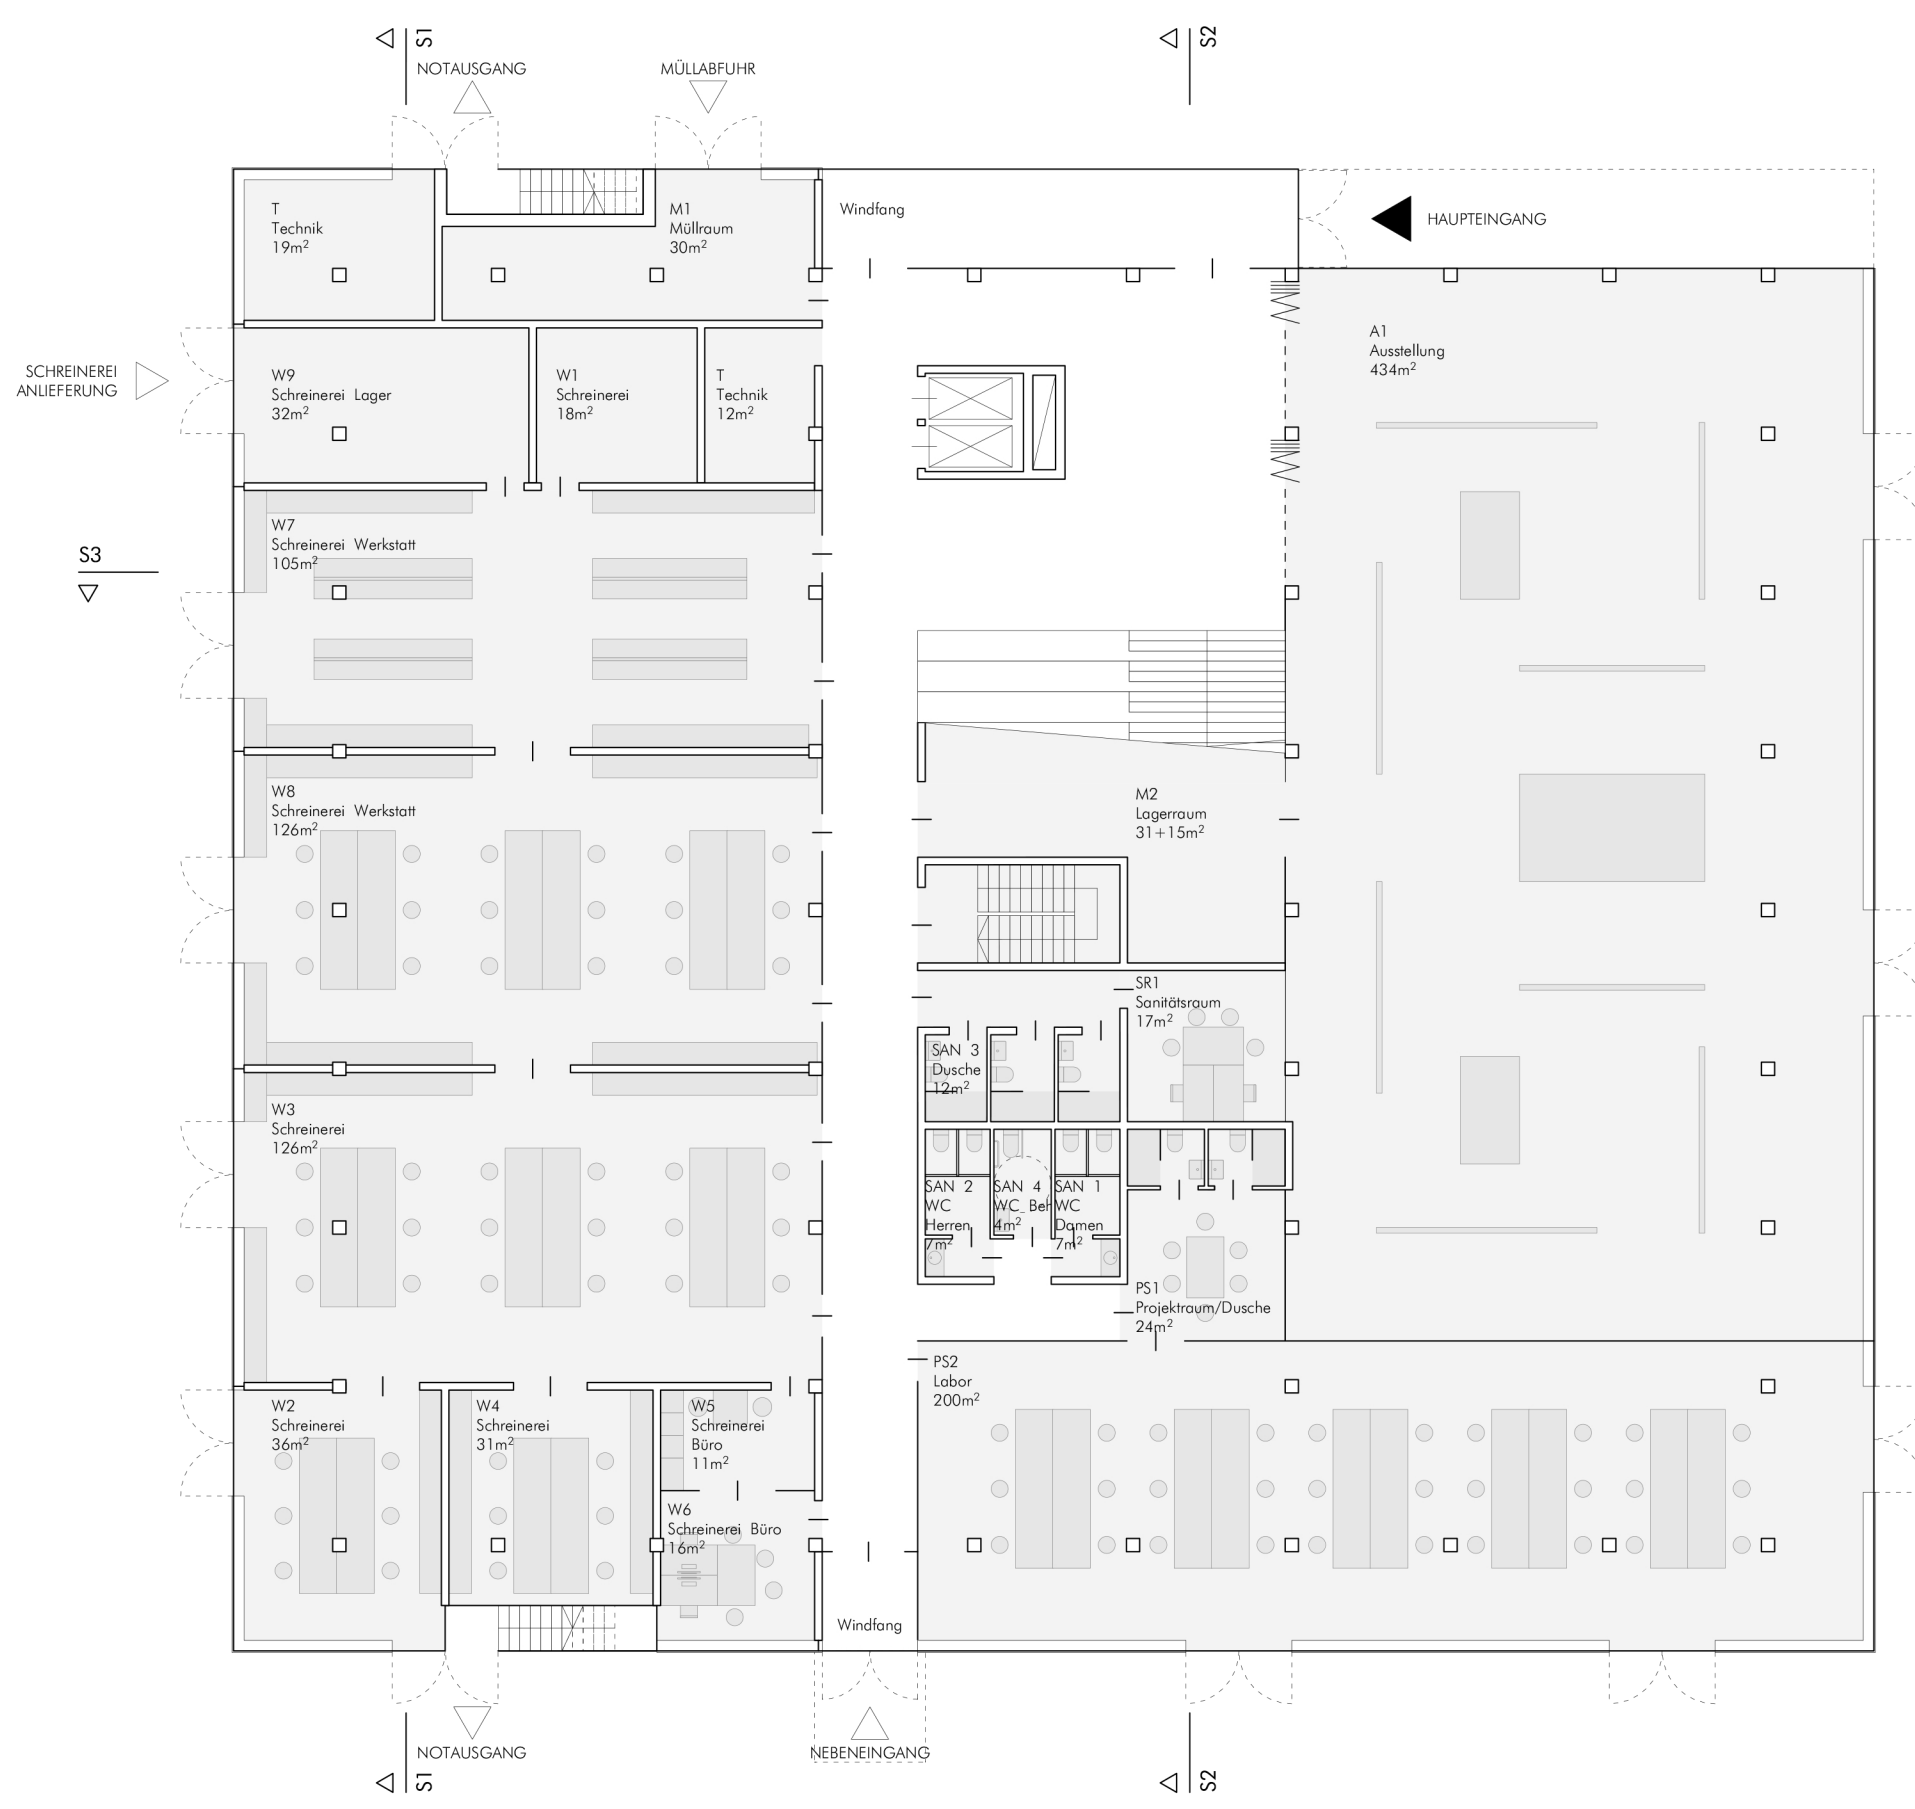 S1
S2
NOTAUSGANG
MÜLLABFUHR
T
Technik
19m²
M1
Müllraum
30m²
Windfang
HAUPTEINGANG
SCHREINEREI
ANLIEFERUNG
W9
Schreinerei Lager
32m²
W1
Schreinerei
18m²
T
Technik
12m²
A1
Ausstellung
434m²
S3
W7
Schreinerei Werkstatt
105m²
W8
Schreinerei Werkstatt
126m²
M2
Lagerraum
31+15m²
SR1
Sanitätsraum
17m²
SAN 3
Dusche
12m²
W3
Schreinerei
126m²
SAN 2
WC
Herren
7m²
SAN 4
WC_Beh
4m²
SAN 1
WC
Damen
7m²
PS1
Projektraum/Dusche
24m²
PS2
Labor
200m²
W2
Schreinerei
36m²
W4
Schreinerei
31m²
W5
Schreinerei
Büro
11m²
W6
Schreinerei Büro
16m²
Windfang
NOTAUSGANG
NEBENEINGANG
S1
S2